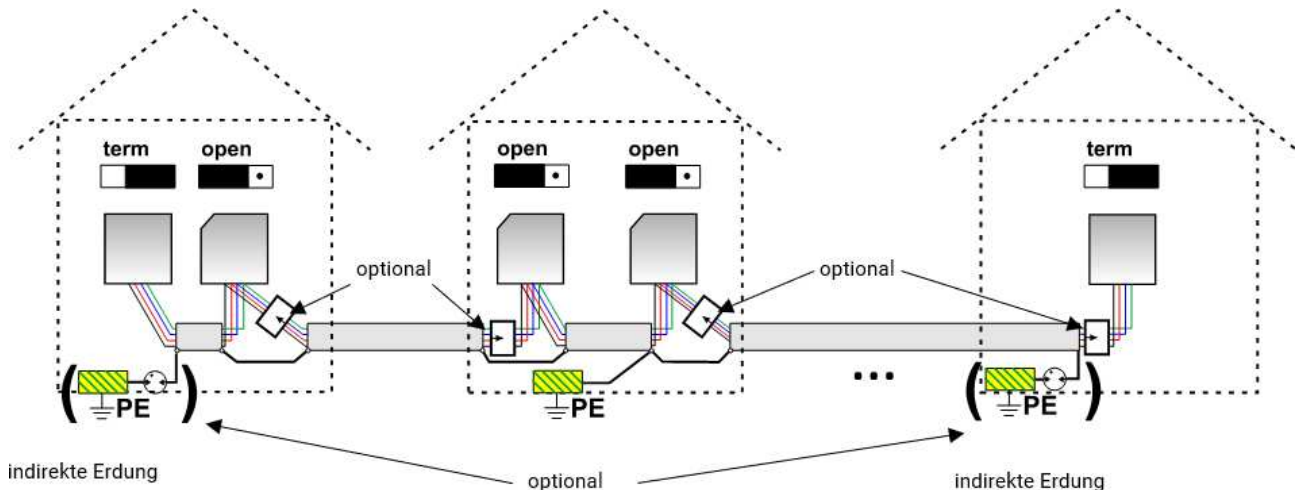 term open
open open
term
optional
optional
PE
PE
PE
indirekte Erdung
optional
indirekte Erdung